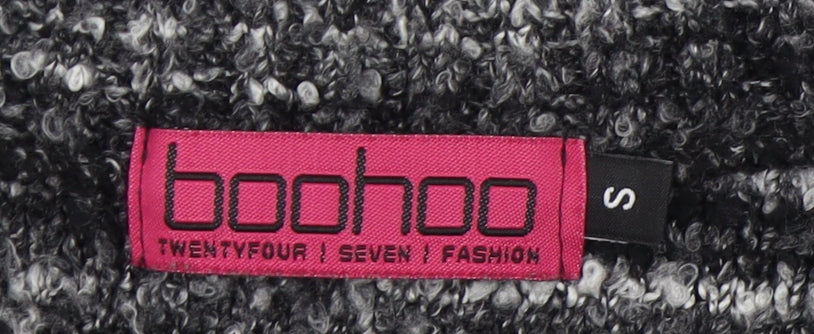 boohoo
TWENTYFOUR | SEVEN | FASHION
S